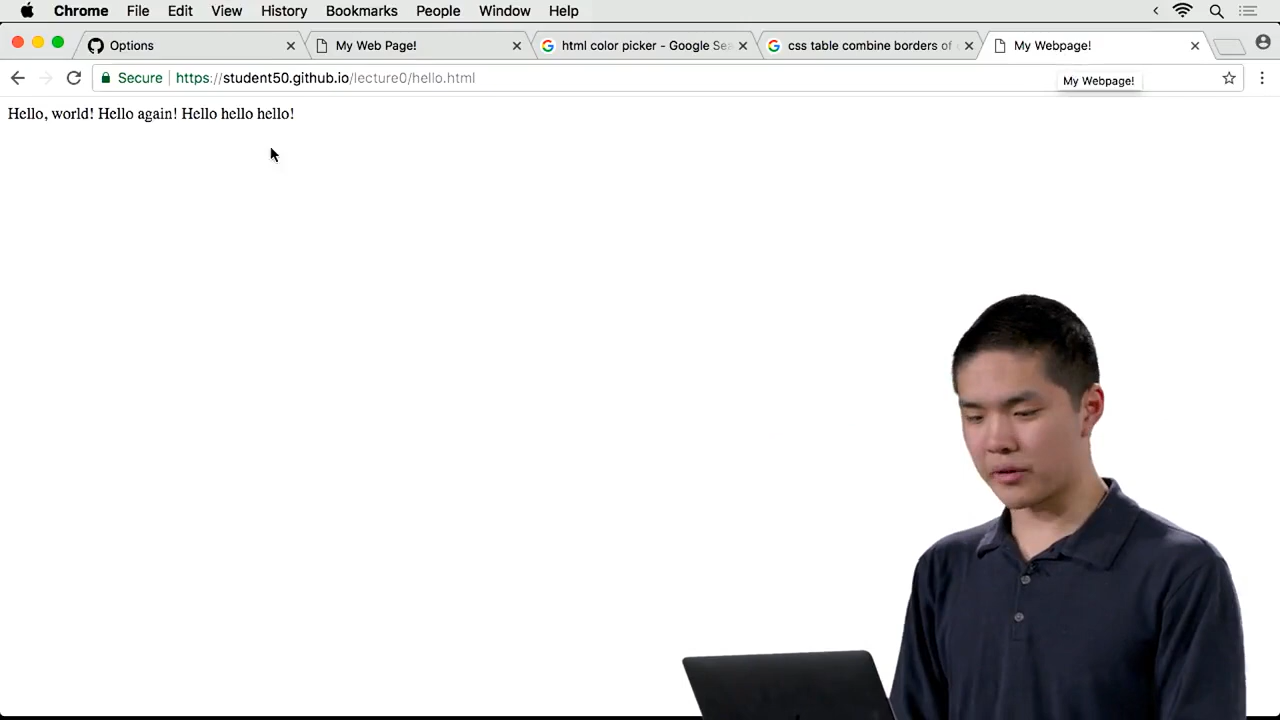 Chrome File Edit View History Bookmarks People Window Help
Options My Web Page! html color picker - Google Sea css table combine borders of c My Webpage!
Secure https://student50.github.io/lecture0/hello.html
My Webpage!
Hello, world! Hello again! Hello hello hello!